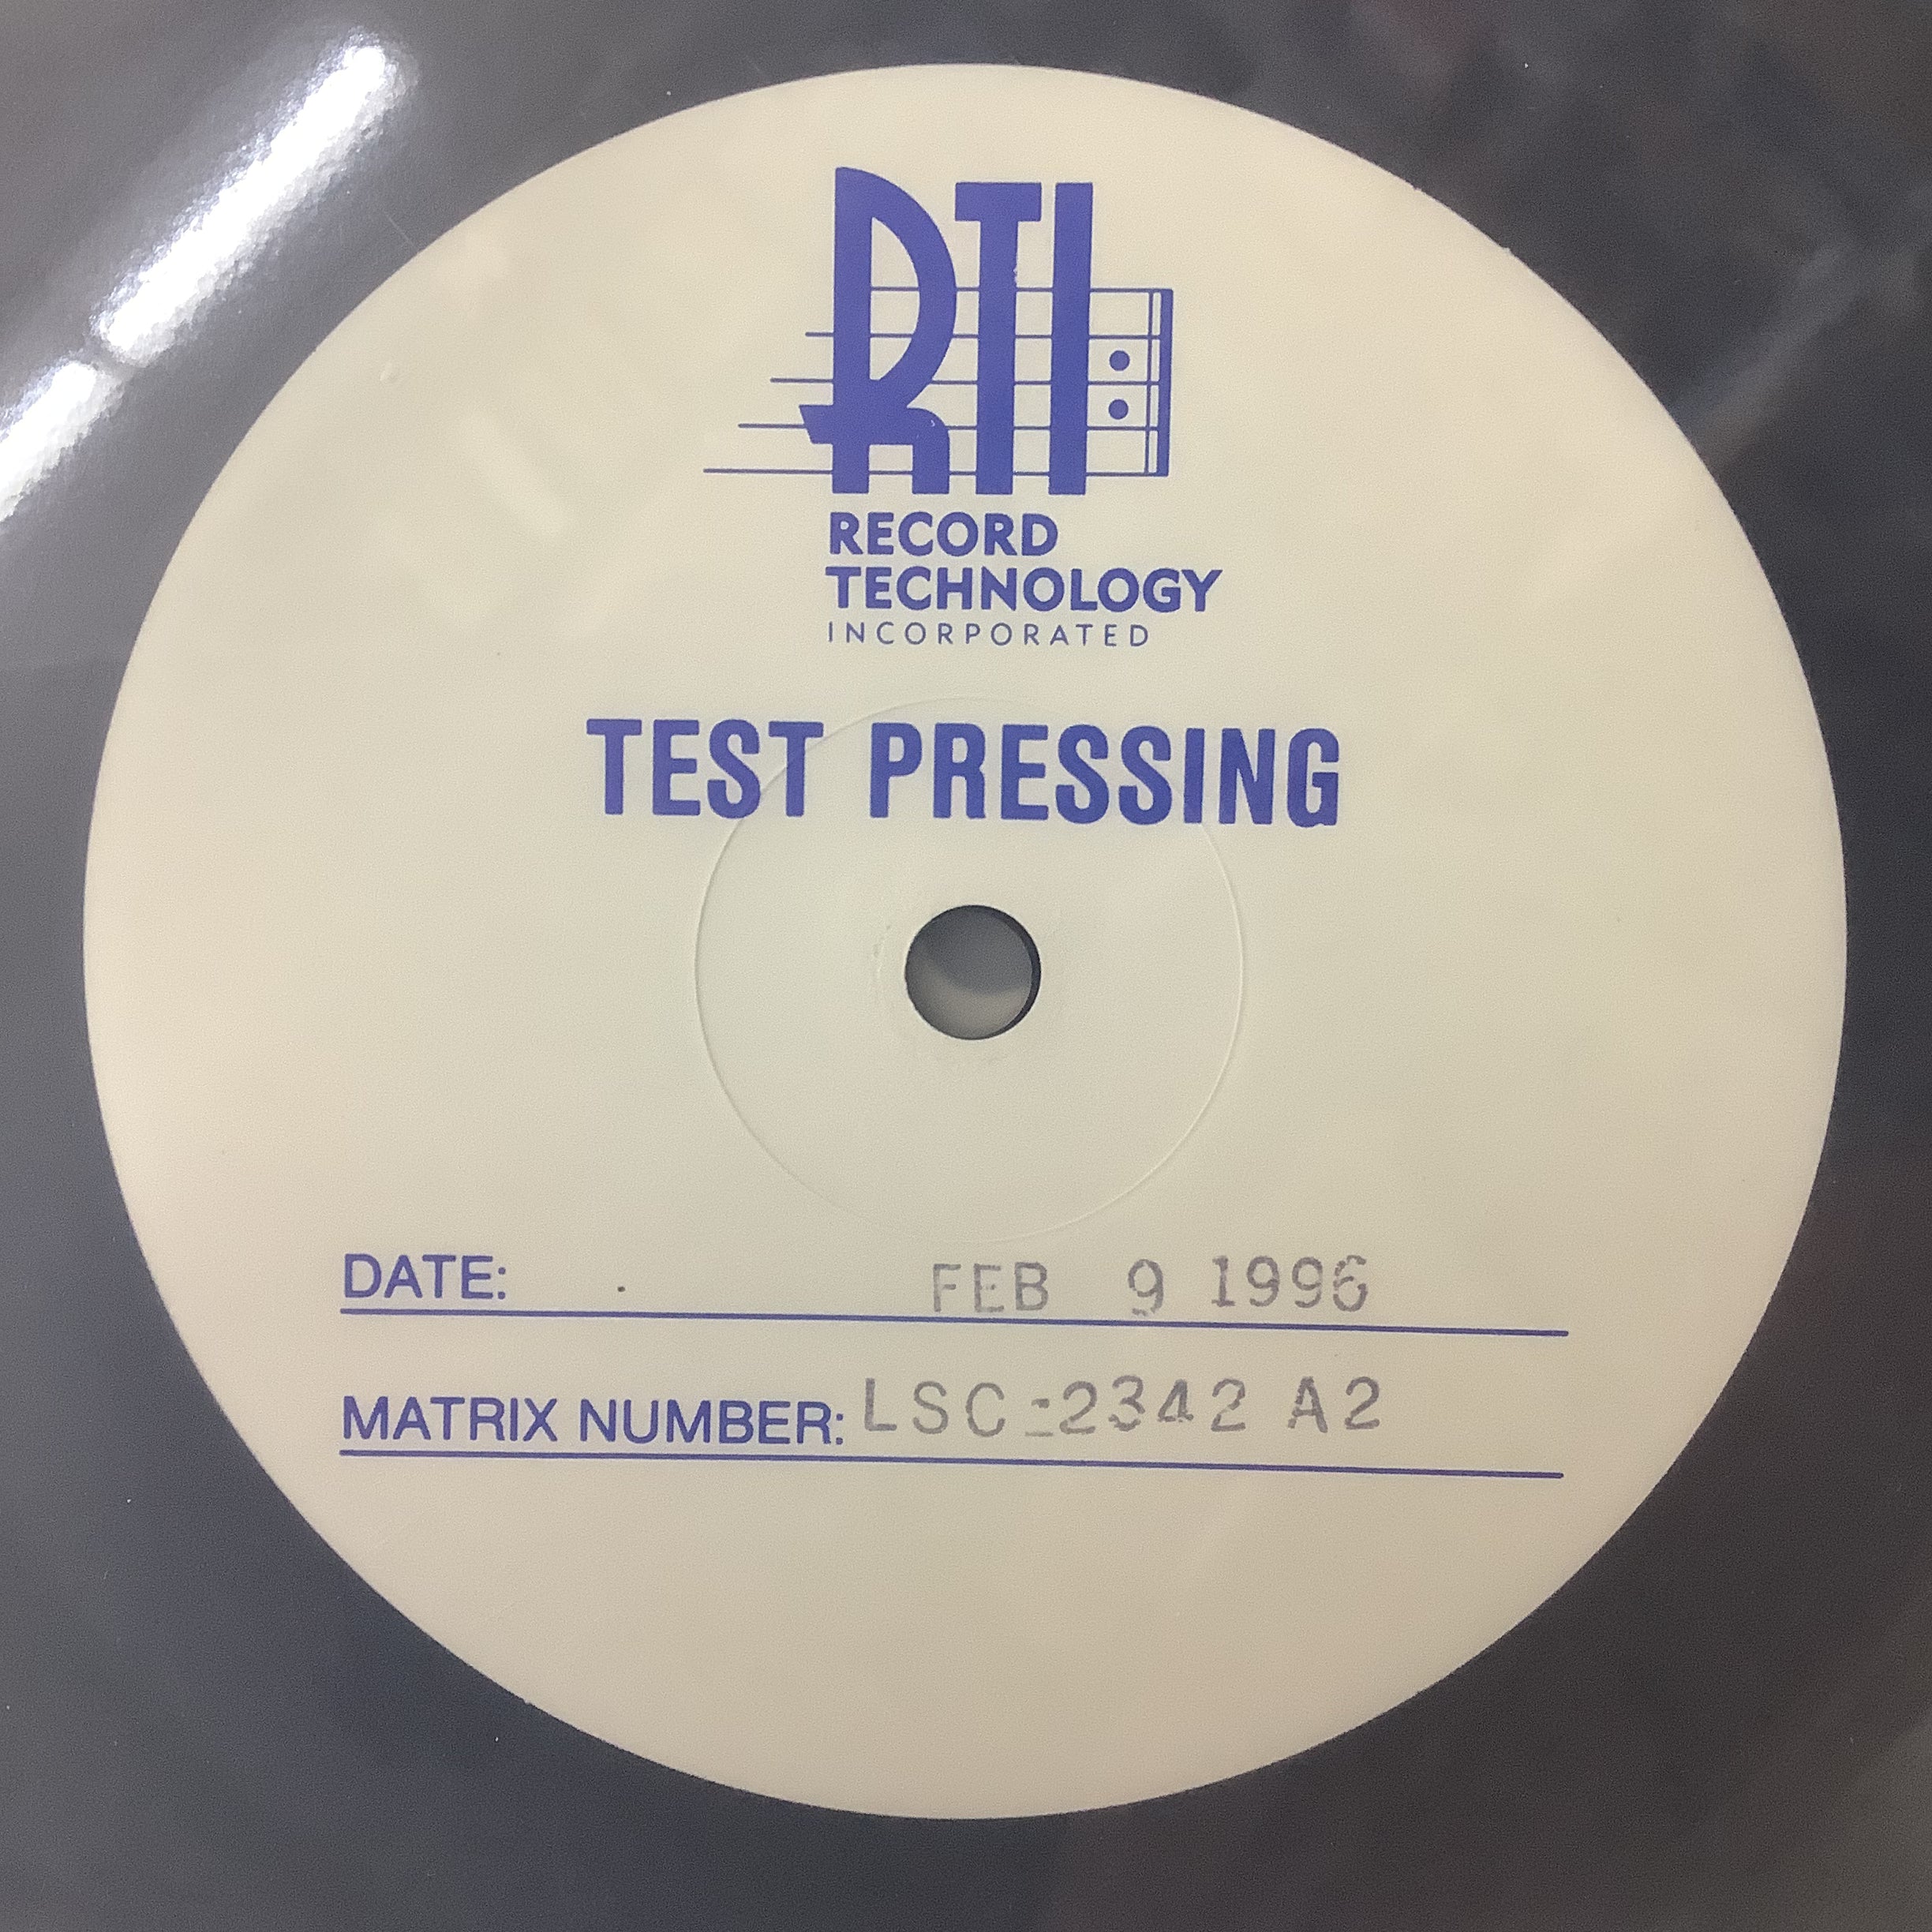 RTI
RECORD
TECHNOLOGY
INCORPORATED
TEST PRESSING
DATE: FEB 9 1996
MATRIX NUMBER: LSC-2342 A2